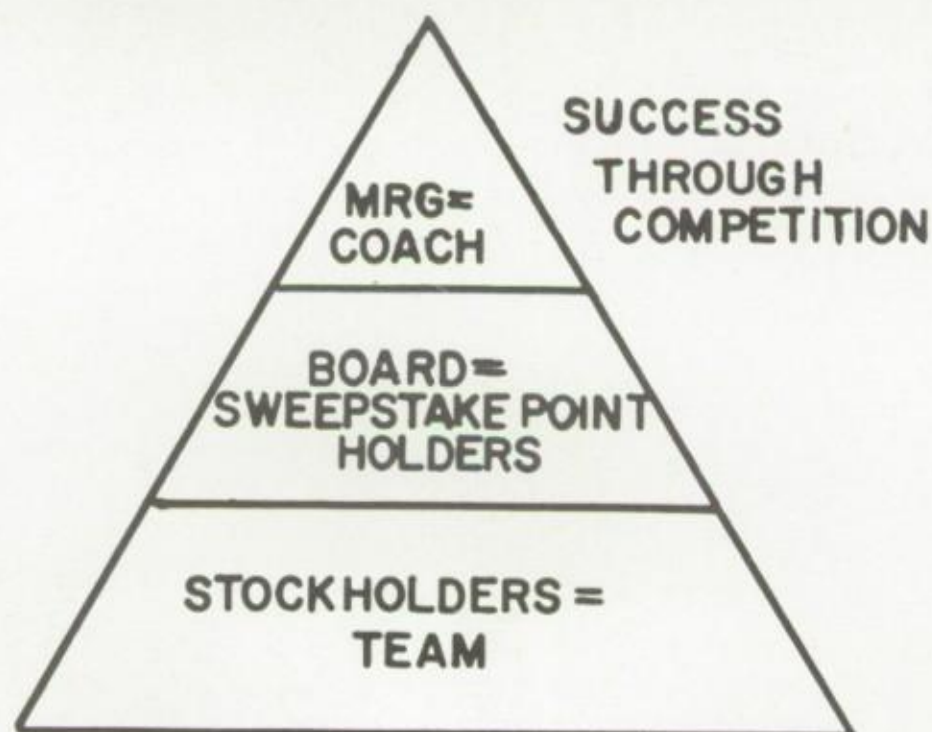 SUCCESS
THROUGH
COMPETITION
MRG=
COACH
BOARD=
SWEEPSTAKE POINT
HOLDERS
STOCKHOLDERS =
TEAM